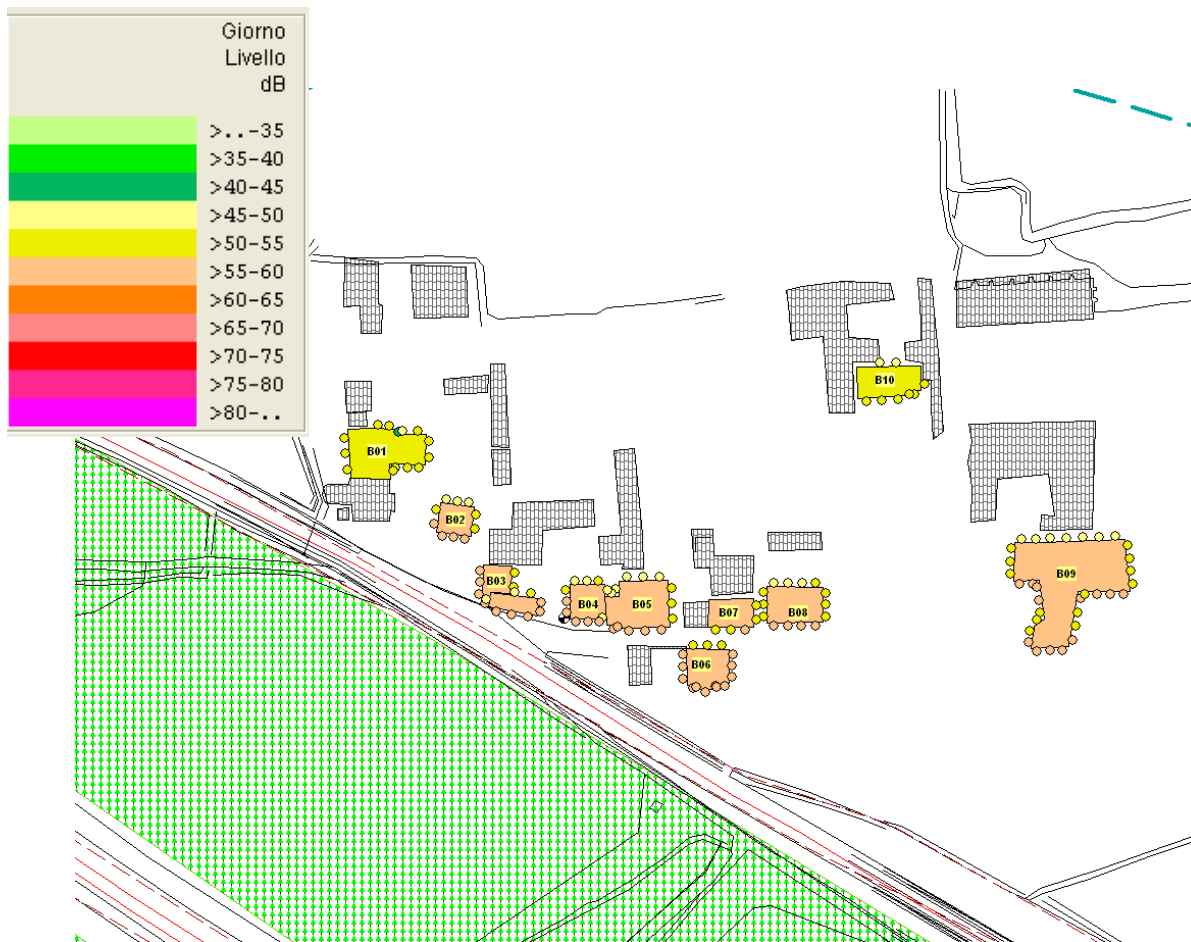 Giorno
Livello
dB
>..-35
>35-40
>40-45
>45-50
>50-55
>55-60
>60-65
>65-70
>70-75
>75-80
>80-..
B10
B01
B02
B03
B04
B05
B07
B08
B09
B06